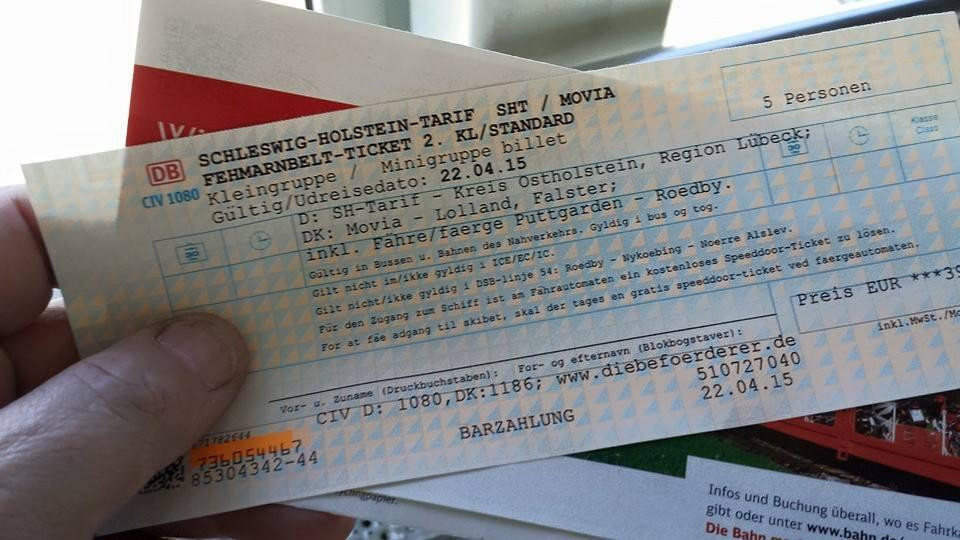 SCHLESWIG-HOLSTEIN-TARIF SHT / MOVIA
FEHMARNBELT-TICKET 2. KL/STANDARD
5 Personen
DB
CIV 1080
Kleingruppe / Minigruppe billet
Gültig/Udreisedato: 22.04.15
Klasse
Class
D: SH-Tarif - Kreis Ostholstein, Region Lübeck;
DK: Movia - Lolland, Falster;
inkl. Fähre/faerge Puttgarden - Roedby.
Gültig in Bussen u. Bahnen des Nahverkehrs. Gyldig i bus og tog.
Gilt nicht im/ikke gyldig i ICE/EC/IC.
Gilt nicht/ikke gyldig i DSB-linje 54: Roedby - Nykoebing - Noerre Alslev.
Für den Zugang zum Schiff ist am Fährautomaten ein kostenloses Speeddoor-Ticket zu lösen.
For at fåe adgang til skibet, skal der tages en gratis speeddoor-ticket ved faergeautomaten.
Preis EUR ***39
inkl.MwSt./Mo
Vor- u. Zuname (Druckbuchstaben): For- og efternavn (Blokbogstaver):
CIV D: 1080,DK:1186; www.diebefoerderer.de
510727040
BARZAHLUNG 22.04.15
71782644
736054467
85304342-44
Infos und Buchung überall, wo es Fahrka
gibt oder unter www.bahn.de
Die Bahn